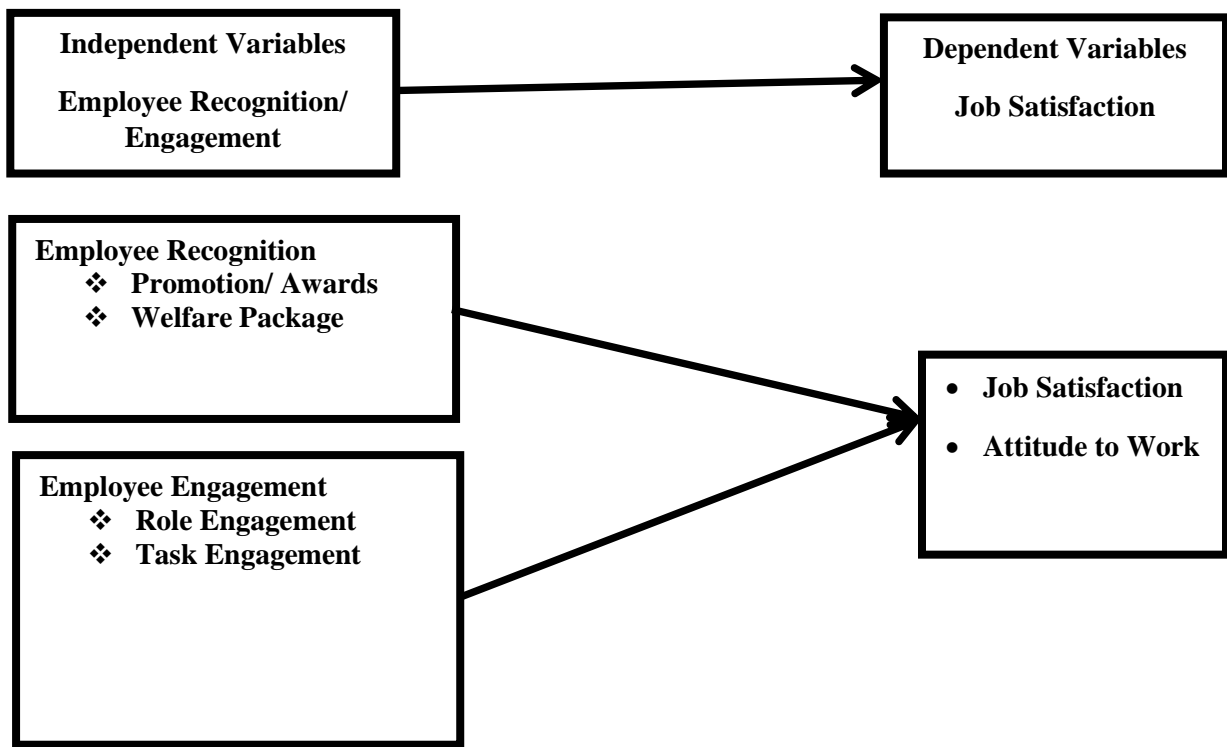 Independent Variables
Employee Recognition/
Engagement
Dependent Variables
Job Satisfaction
Employee Recognition
❖ Promotion/ Awards
❖ Welfare Package
Employee Engagement
❖ Role Engagement
❖ Task Engagement
• Job Satisfaction
• Attitude to Work